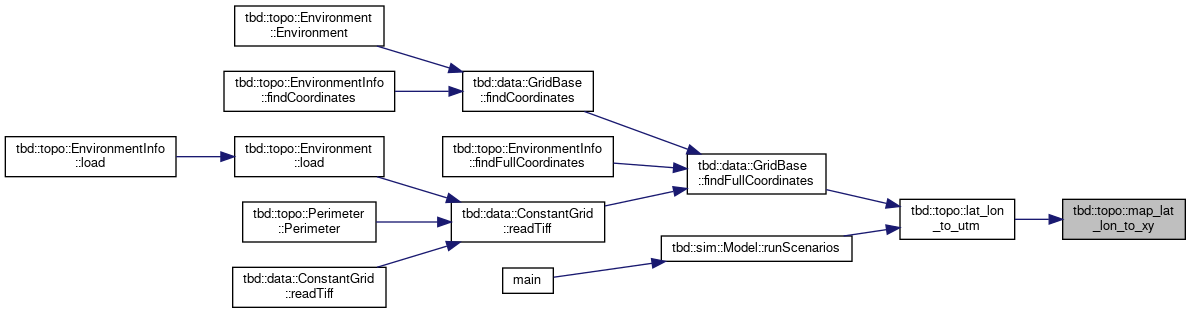 tbd::topo::Environment
::Environment
tbd::topo::EnvironmentInfo
::findCoordinates
tbd::data::GridBase
::findCoordinates
tbd::topo::EnvironmentInfo
::load
tbd::topo::Environment
::load
tbd::topo::EnvironmentInfo
::findFullCoordinates
tbd::data::GridBase
::findFullCoordinates
tbd::topo::Perimeter
::Perimeter
tbd::data::ConstantGrid
::readTiff
tbd::topo::lat_lon
_to_utm
tbd::topo::map_lat
_lon_to_xy
tbd::sim::Model::runScenarios
tbd::data::ConstantGrid
::readTiff
main